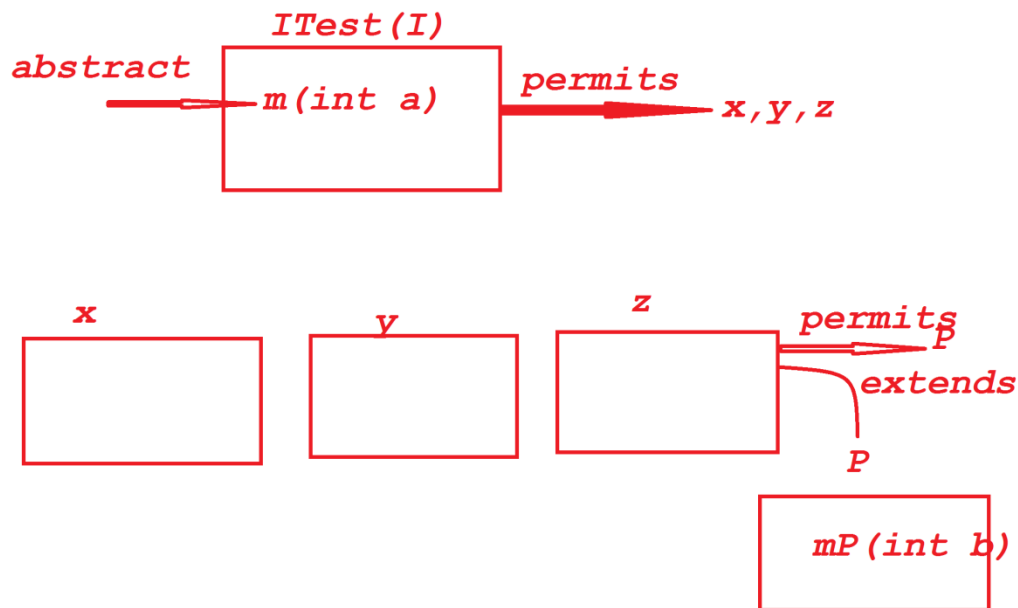 ITest(I)
abstract
m(int a)
permits
x,y,z
x
y
z
permits
P
extends
P
mP(int b)